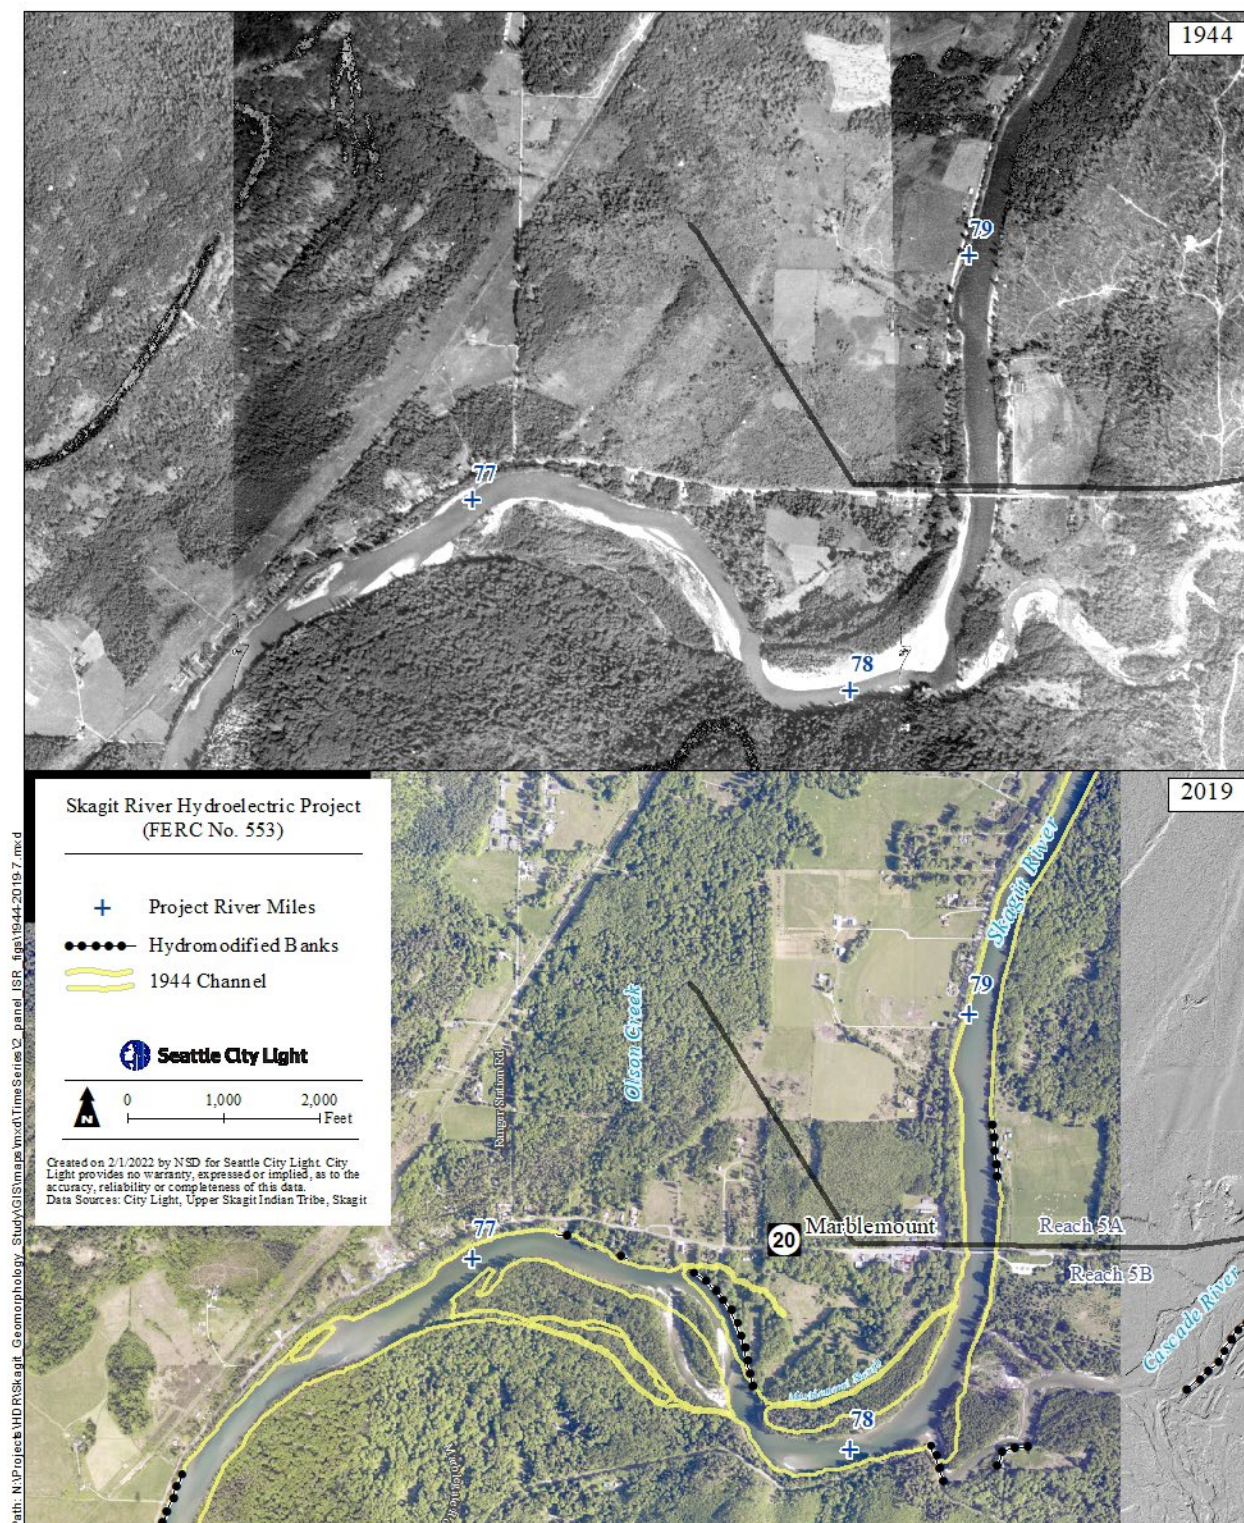 1944
79
77
78
2019
Skagit River Hydroelectric Project
(FERC No. 553)
Project River Miles
Hydromodified Banks
1944 Channel
Seattle City Light
N
0 1,000 2,000
Feet
Created on 2/1/2022 by NSD for Seattle City Light. City
Light provides no warranty, expressed or implied, as to the
accuracy, reliability or completeness of this data.
Data Sources: City Light, Upper Skagit Indian Tribe, Skagit
Skagit River
79
Olson Creek
Ranger Station Rd
77
20
Marblemount
Reach 5A
Reach 5B
Cascade River
78